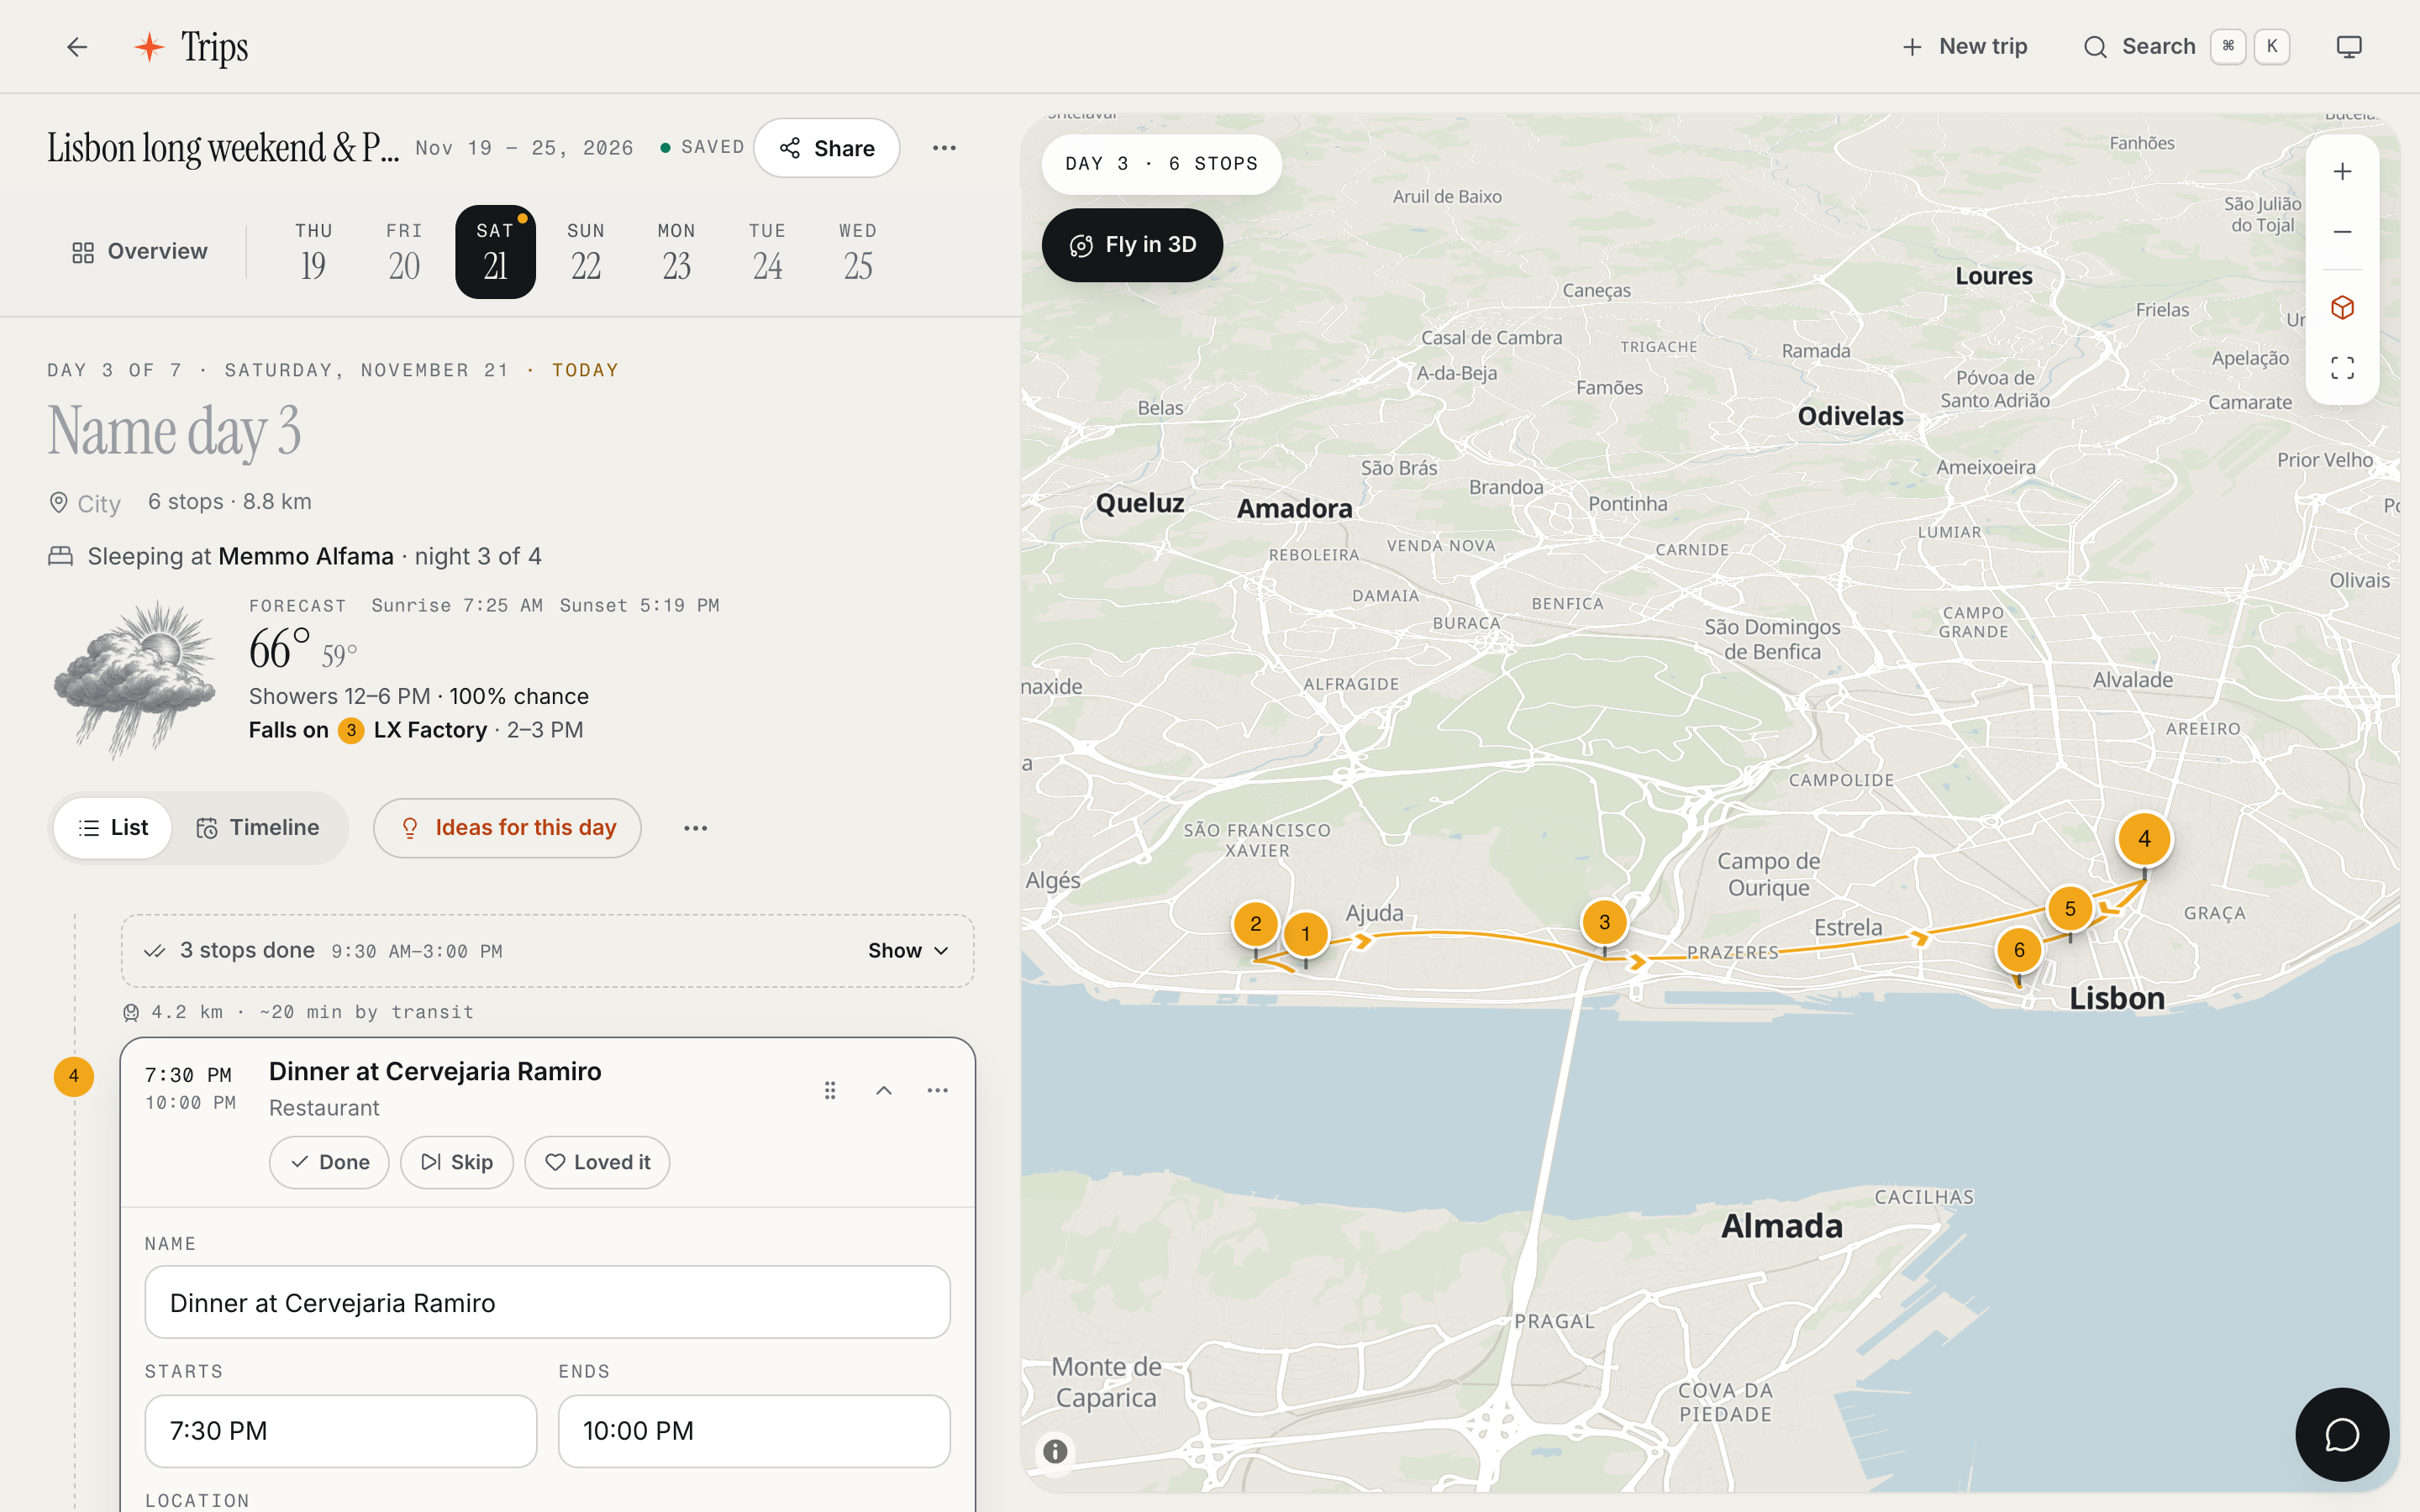 Trips
New trip
Search ⌘ K
Lisbon long weekend & P...
Nov 19 – 25, 2026
SAVED
Share
Overview
THU 19
FRI 20
SAT 21
SUN 22
MON 23
TUE 24
WED 25
DAY 3 OF 7 · SATURDAY, NOVEMBER 21 · TODAY
Name day 3
City
6 stops · 8.8 km
Sleeping at Memmo Alfama · night 3 of 4
FORECAST Sunrise 7:25 AM Sunset 5:19 PM
66° 59°
Showers 12–6 PM · 100% chance
Falls on 3 LX Factory · 2–3 PM
List
Timeline
Ideas for this day
3 stops done 9:30 AM–3:00 PM
Show
4.2 km · ~20 min by transit
4
7:30 PM
10:00 PM
Dinner at Cervejaria Ramiro
Restaurant
Done
Skip
Loved it
NAME
Dinner at Cervejaria Ramiro
STARTS
ENDS
7:30 PM
10:00 PM
LOCATION
DAY 3 · 6 STOPS
Fly in 3D
Fanhões
Aruil de Baixo
São Julião
do Tojal
Loures
Caneças
Frielas
Casal de Cambra
TRIGACHE
Ramada
Apelação
A-da-Beja
Famões
Póvoa de
Santo Adrião
Camarate
Belas
Odivelas
São Brás
Ameixoeira
Prior Velho
Brandoa
Queluz
Amadora
Pontinha
LUMIAR
REBOLEIRA
VENDA NOVA
CARNIDE
Olivais
DAMAIA
BENFICA
CAMPO
GRANDE
BURACA
São Domingos
de Benfica
naxide
ALFRAGIDE
Alvalade
AREEIRO
a
CAMPOLIDE
SÃO FRANCISCO
XAVIER
4
Campo de
Ourique
Algés
2
1
Ajuda
3
Estrela
5
GRAÇA
PRAZERES
6
Lisbon
CACILHAS
Almada
PRAGAL
Monte de
Caparica
COVA DA
PIEDADE